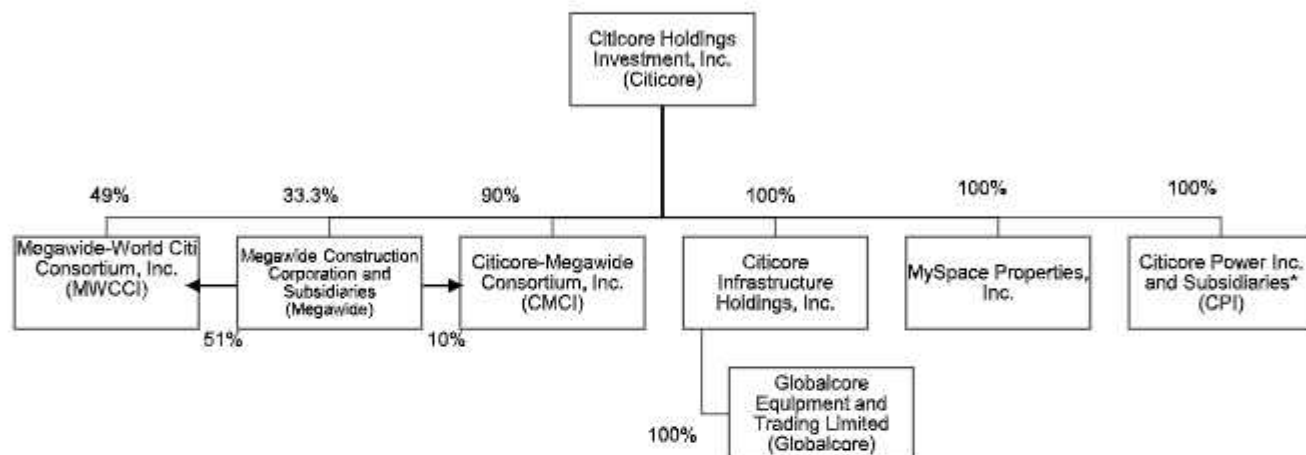 Citicore Holdings
Investment, Inc.
(Citicore)
49%
33.3%
90%
100%
100%
100%
Megawide-World Citi
Consortium, Inc.
(MWCCI)
Megawide Construction
Corporation and
Subsidiaries
(Megawide)
Citicore-Megawide
Consortium, Inc.
(CMCI)
Citicore
Infrastructure
Holdings, Inc.
MySpace Properties,
Inc.
Citicore Power Inc.
and Subsidiaries*
(CPI)
51%
10%
100%
Globalcore
Equipment and
Trading Limited
(Globalcore)